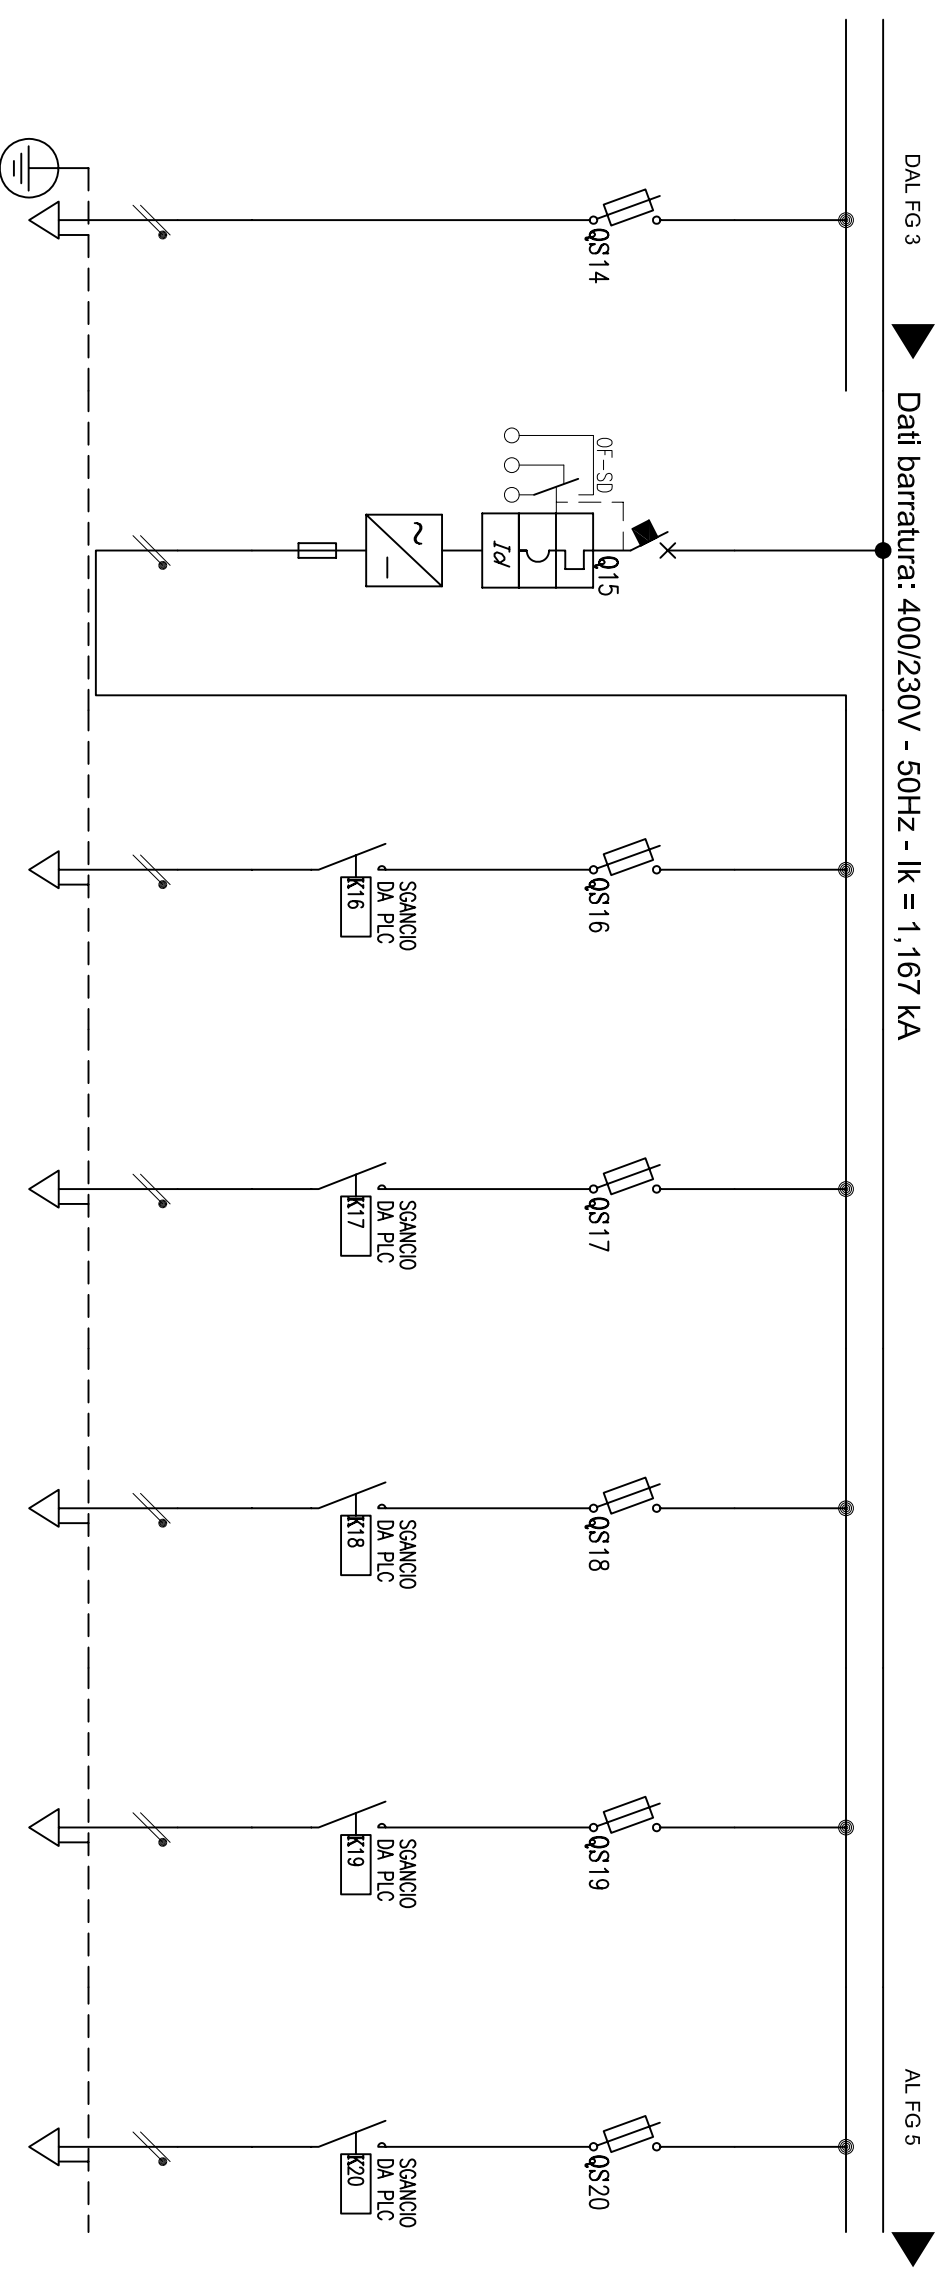 DAL FG 3
Dati barratura: 400/230V - 50Hz - Ik = 1,167 kA
AL FG 5
QS14
OF-SD
Q15
Id
~
QS16
SGANCIO
DA PLC
K16
QS17
SGANCIO
DA PLC
K17
QS18
SGANCIO
DA PLC
K18
QS19
SGANCIO
DA PLC
K19
QS20
SGANCIO
DA PLC
K20